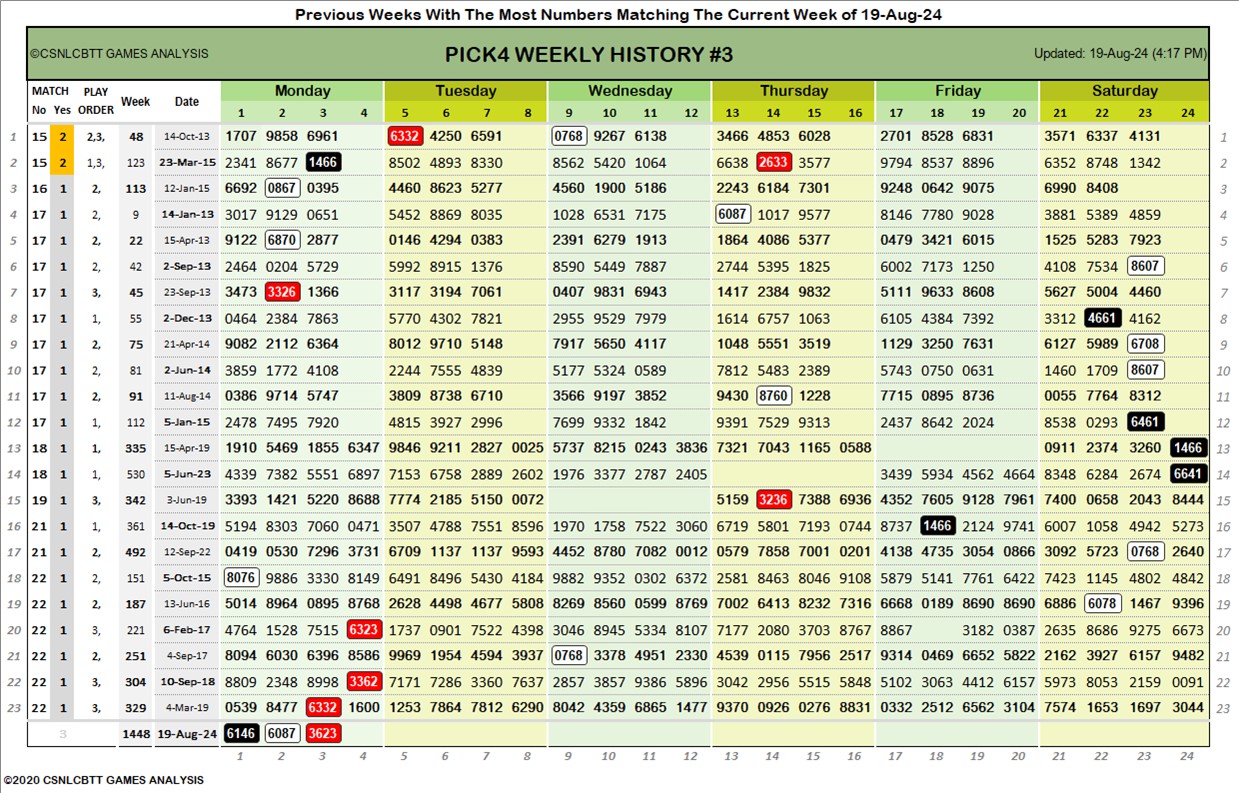 Previous Weeks With The Most Numbers Matching The Current Week of 19-Aug-24
©CSNLCBTT GAMES ANALYSIS PICK4 WEEKLY HISTORY #3 Updated: 19-Aug-24 (4:17 PM)
MATCH PLAY Week Date Monday Tuesday Wednesday Thursday Friday Saturday
No Yes ORDER 1 2 3 4 5 6 7 8 9 10 11 12 13 14 15 16 17 18 19 20 21 22 23 24
1 15 2 2,3, 48 14-Oct-13 1707 9858 6961 6332 4250 6591 0768 9267 6138 3466 4853 6028 2701 8528 6831 3571 6337 4131 1
2 15 2 1,3, 123 23-Mar-15 2341 8677 1466 8502 4893 8330 8562 5420 1064 6638 2633 3577 9794 8537 8896 6352 8748 1342 2
3 16 1 2, 113 12-Jan-15 6692 0867 0395 4460 8623 5277 4560 1900 5186 2243 6184 7301 9248 0642 9075 6990 8408 3
4 17 1 2, 9 14-Jan-13 3017 9129 0651 5452 8869 8035 1028 6531 7175 6087 1017 9577 8146 7780 9028 3881 5389 4859 4
5 17 1 2, 22 15-Apr-13 9122 6870 2877 0146 4294 0383 2391 6279 1913 1864 4086 5377 0479 3421 6015 1525 5283 7923 5
6 17 1 2, 42 2-Sep-13 2464 0204 5729 5992 8915 1376 8590 5449 7887 2744 5395 1825 6002 7173 1250 4108 7534 8607 6
7 17 1 3, 45 23-Sep-13 3473 3326 1366 3117 3194 7061 0407 9831 6943 1417 2384 9832 5111 9633 8608 5627 5004 4460 7
8 17 1 1, 55 2-Dec-13 0464 2384 7863 5770 4302 7821 2955 9529 7979 1614 6757 1063 6105 4384 7392 3312 4661 4162 8
9 17 1 2, 75 21-Apr-14 9082 2112 6364 8012 9710 5148 7917 5650 4117 1048 5551 3519 1129 3250 7631 6127 5989 6708 9
10 17 1 2, 81 2-Jun-14 3859 1772 4108 2244 7555 4839 5177 5324 0589 7812 5483 2389 5743 0750 0631 1460 1709 8607 10
11 17 1 2, 91 11-Aug-14 0386 9714 5747 3809 8738 6710 3566 9197 3852 9430 8760 1228 7715 0895 8736 0055 7764 8312 11
12 17 1 1, 112 5-Jan-15 2478 7495 7920 4815 3927 2996 7699 9332 1842 9391 7529 9313 2437 8642 2024 8538 0293 6461 12
13 18 1 1, 335 15-Apr-19 1910 5469 1855 6347 9846 9211 2827 0025 5737 8215 0243 3836 7321 7043 1165 0588 0911 2374 3260 1466 13
14 18 1 1, 530 5-Jun-23 4339 7382 5551 6897 7153 6758 2889 2602 1976 3377 2787 2405 3439 5934 4562 4664 8348 6284 2674 6641 14
15 19 1 3, 342 3-Jun-19 3393 1421 5220 8688 7774 2185 5150 0072 5159 3236 7388 6936 4352 7605 9128 7961 7400 0658 2043 8444 15
16 21 1 1, 361 14-Oct-19 5194 8303 7060 0471 3507 4788 7551 8596 1970 1758 7522 3060 6719 5801 7193 0744 8737 1466 2124 9741 6007 1058 4942 5273 16
17 21 1 2, 492 12-Sep-22 0419 0530 7296 3731 6709 1137 1137 9593 4452 8780 7082 0012 0579 7858 7001 0201 4138 4735 3054 0866 3092 5723 0768 2640 17
18 22 1 2, 151 5-Oct-15 8076 9886 3330 8149 6491 8496 5430 4184 9882 9352 0302 6372 2581 8463 8046 9108 5879 5141 7761 6422 7423 1145 4802 4842 18
19 22 1 2, 187 13-Jun-16 5014 8964 0895 8768 2628 4498 4677 5808 8269 8560 0599 8769 7002 6413 8232 7316 6668 0189 8690 8690 6886 6078 1467 9396 19
20 22 1 3, 221 6-Feb-17 4764 1528 7515 6323 1737 0901 7522 4398 3046 8945 5334 8107 7177 2080 3703 8767 8867 3182 0387 2635 8686 9275 6673 20
21 22 1 2, 251 4-Sep-17 8094 6030 6396 8586 9969 1954 4594 3937 0768 3378 4951 2330 4539 0115 7956 2517 9314 0469 6652 5822 2162 3927 6157 9482 21
22 22 1 3, 304 10-Sep-18 8809 2348 8998 3362 7171 7286 3360 7637 2857 3857 9386 5896 3042 2956 5515 5848 5102 3063 4412 6157 5973 8053 2159 0091 22
23 22 1 3, 329 4-Mar-19 0539 8477 6332 1600 1253 7864 7812 6290 8042 4359 6865 1477 9370 0926 0276 8831 0332 2512 6562 3104 7574 1653 1697 3044 23
3 1448 19-Aug-24 6146 6087 3623
1 2 3 4 5 6 7 8 9 10 11 12 13 14 15 16 17 18 19 20 21 22 23 24
©2020 CSNLCBTT GAMES ANALYSIS